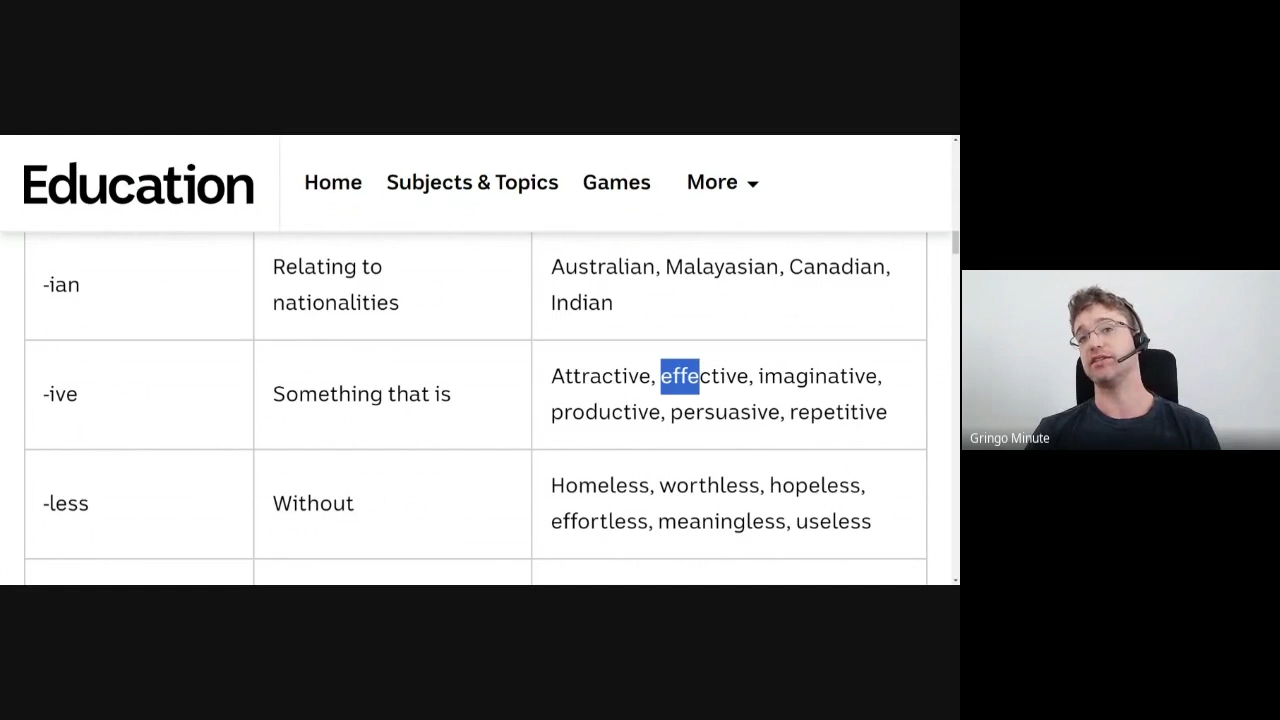 Education
Home Subjects & Topics Games More
-ian
Relating to
nationalities
Australian, Malayasian, Canadian,
Indian
-ive
Something that is
Attractive, effective, imaginative,
productive, persuasive, repetitive
-less
Without
Homeless, worthless, hopeless,
effortless, meaningless, useless
Gringo Minute